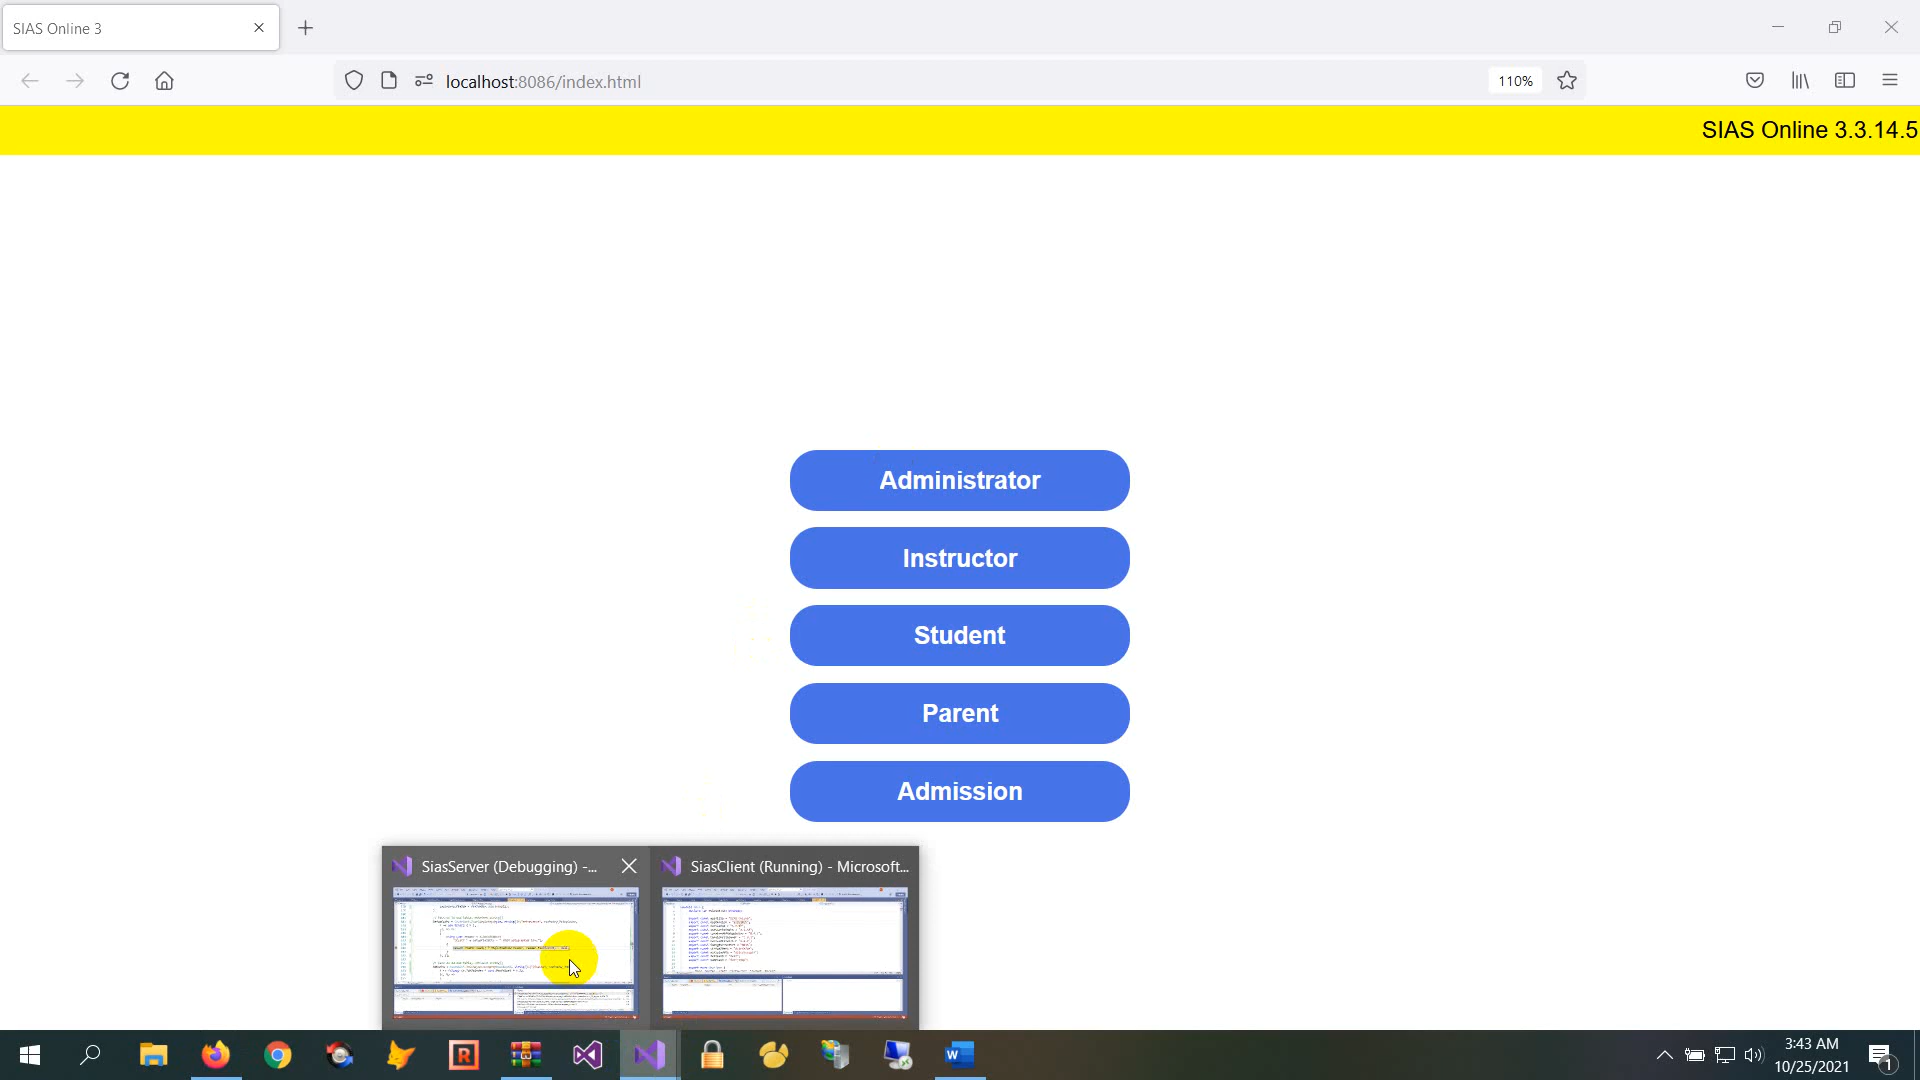 SIAS Online 3
localhost:8086/index.html
110%
SIAS Online 3.3.14.5
Administrator
Instructor
Student
Parent
Admission
SiasServer (Debugging) -...
SiasClient (Running) - Microsoft...
3:43 AM
10/25/2021
1